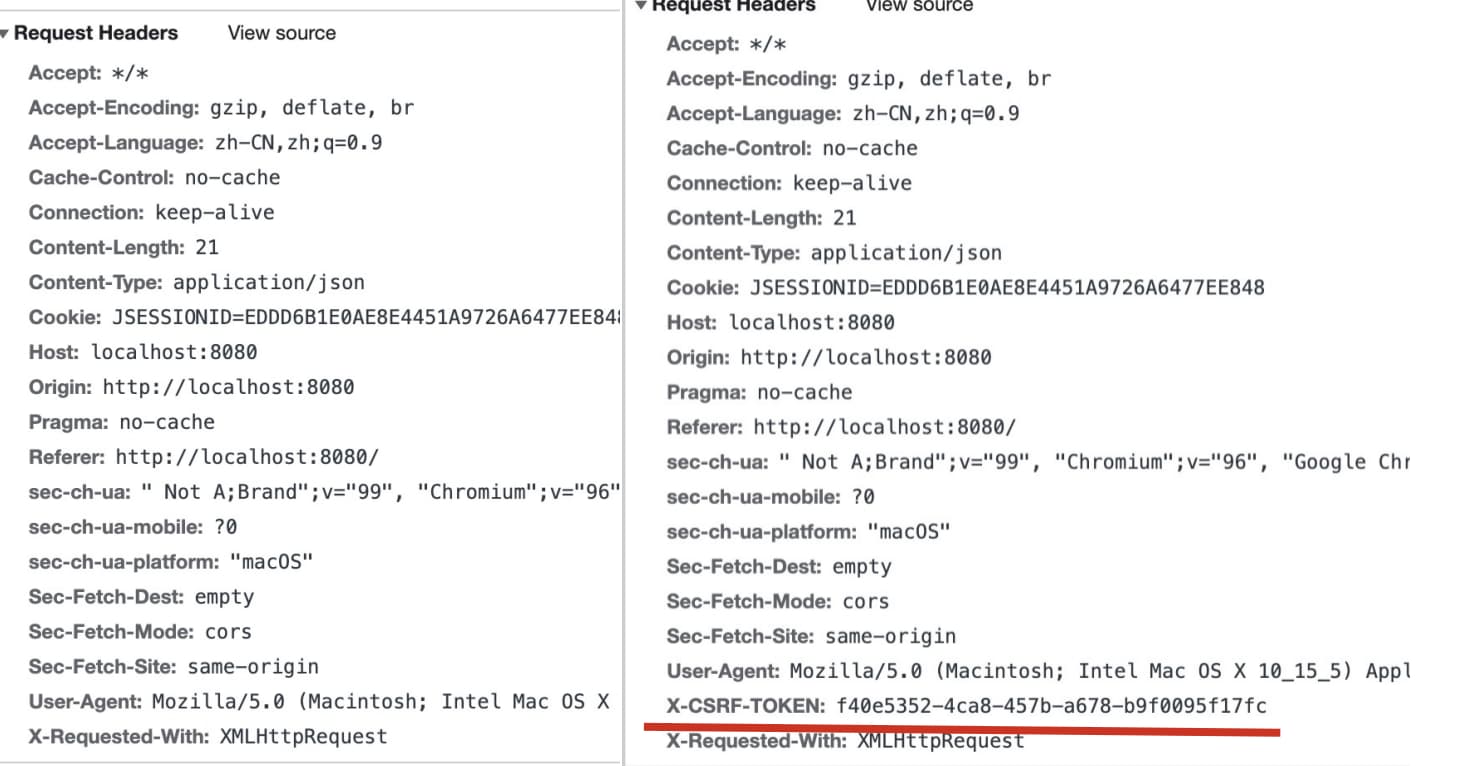 Request Headers View source
Accept: */*
Accept-Encoding: gzip, deflate, br
Accept-Language: zh-CN,zh;q=0.9
Cache-Control: no-cache
Connection: keep-alive
Content-Length: 21
Content-Type: application/json
Cookie: JSESSIONID=EDDD6B1E0AE8E4451A9726A6477EE848
Host: localhost:8080
Origin: http://localhost:8080
Pragma: no-cache
Referer: http://localhost:8080/
sec-ch-ua: " Not A;Brand";v="99", "Chromium";v="96"
sec-ch-ua-mobile: ?0
sec-ch-ua-platform: "macOS"
Sec-Fetch-Dest: empty
Sec-Fetch-Mode: cors
Sec-Fetch-Site: same-origin
User-Agent: Mozilla/5.0 (Macintosh; Intel Mac OS X
X-Requested-With: XMLHttpRequest
Request Headers View source
Accept: */*
Accept-Encoding: gzip, deflate, br
Accept-Language: zh-CN,zh;q=0.9
Cache-Control: no-cache
Connection: keep-alive
Content-Length: 21
Content-Type: application/json
Cookie: JSESSIONID=EDDD6B1E0AE8E4451A9726A6477EE848
Host: localhost:8080
Origin: http://localhost:8080
Pragma: no-cache
Referer: http://localhost:8080/
sec-ch-ua: " Not A;Brand";v="99", "Chromium";v="96", "Google Chr
sec-ch-ua-mobile: ?0
sec-ch-ua-platform: "macOS"
Sec-Fetch-Dest: empty
Sec-Fetch-Mode: cors
Sec-Fetch-Site: same-origin
User-Agent: Mozilla/5.0 (Macintosh; Intel Mac OS X 10_15_5) Appl
X-CSRF-TOKEN: f40e5352-4ca8-457b-a678-b9f0095f17fc
X-Requested-With: XMLHttpRequest